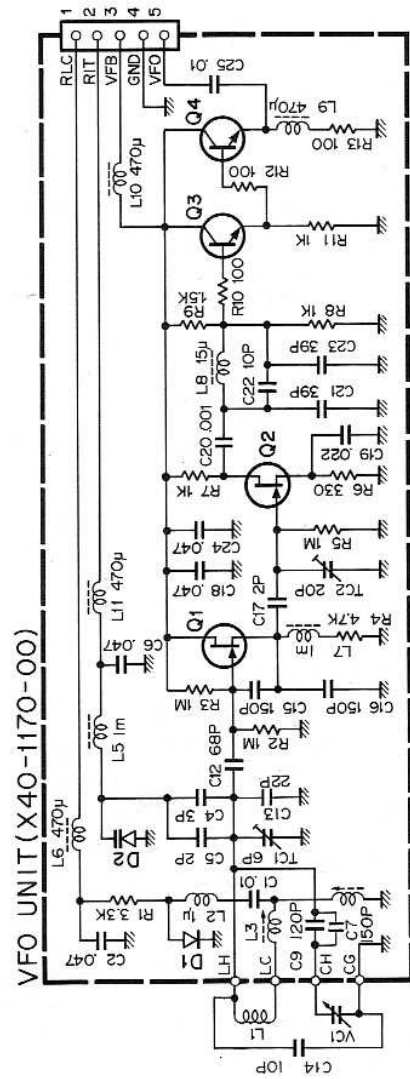 VFO UNIT (X40-1170-00)
RLC
1
RIT
2
VFB
3
GND
4
VFO
5
C25 .01
L10 470μ
Q4
L9 470μ
R13 100
R12 100
Q3
R11 1K
R10 100
R9 1.5K
R8 1K
L8 15μ
C22 10P
C23 39P
C21 39P
C20 .001
Q2
C19 .022
R7 1K
R6 330
C24 .047
R5 1M
C18 .047
TC2 20P
C17 2P
L11 470μ
Q1
R4 4.7K
1m
L7
R3 1M
C15 150P
C16 150P
R2 1M
C6 .047
L5 1m
C12 68P
D2
C4 3P
C13 22P
C5 2P
TC1 6P
L6 470μ
R1 3.3K
L2 1μ
C1 .01
C2 .047
D1
L3
C9 120P
C7 150P
LH
LC
CH
CG
L1
VC1
C14 10P